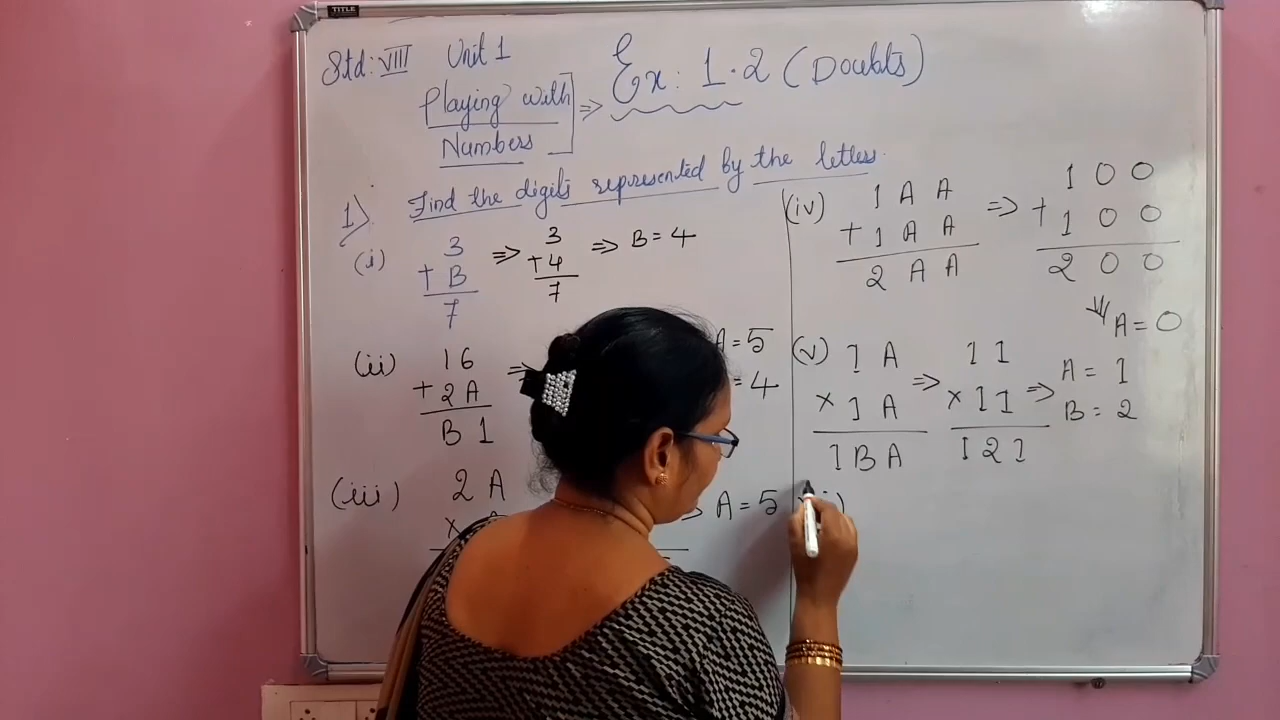 TITLE
Std: VIII Unit 1
Playing with
Numbers
=> Ex: 1.2 (Doubts)
1) Find the digits represented by the letters.
(i) 3 => 3 => B = 4
+ B +4
7 7
(ii) 16 => A = 5
+ 2A = 4
B 1
(iii) 2 A => A = 5
x
(iv) 1 A A => 1 0 0
+ 1 A A + 1 0 0
2 A A 2 0 0
A = 0
(v) 1 A => 1 1 => A = 1
x 1 A x 1 1 B = 2
1 B A 1 2 1